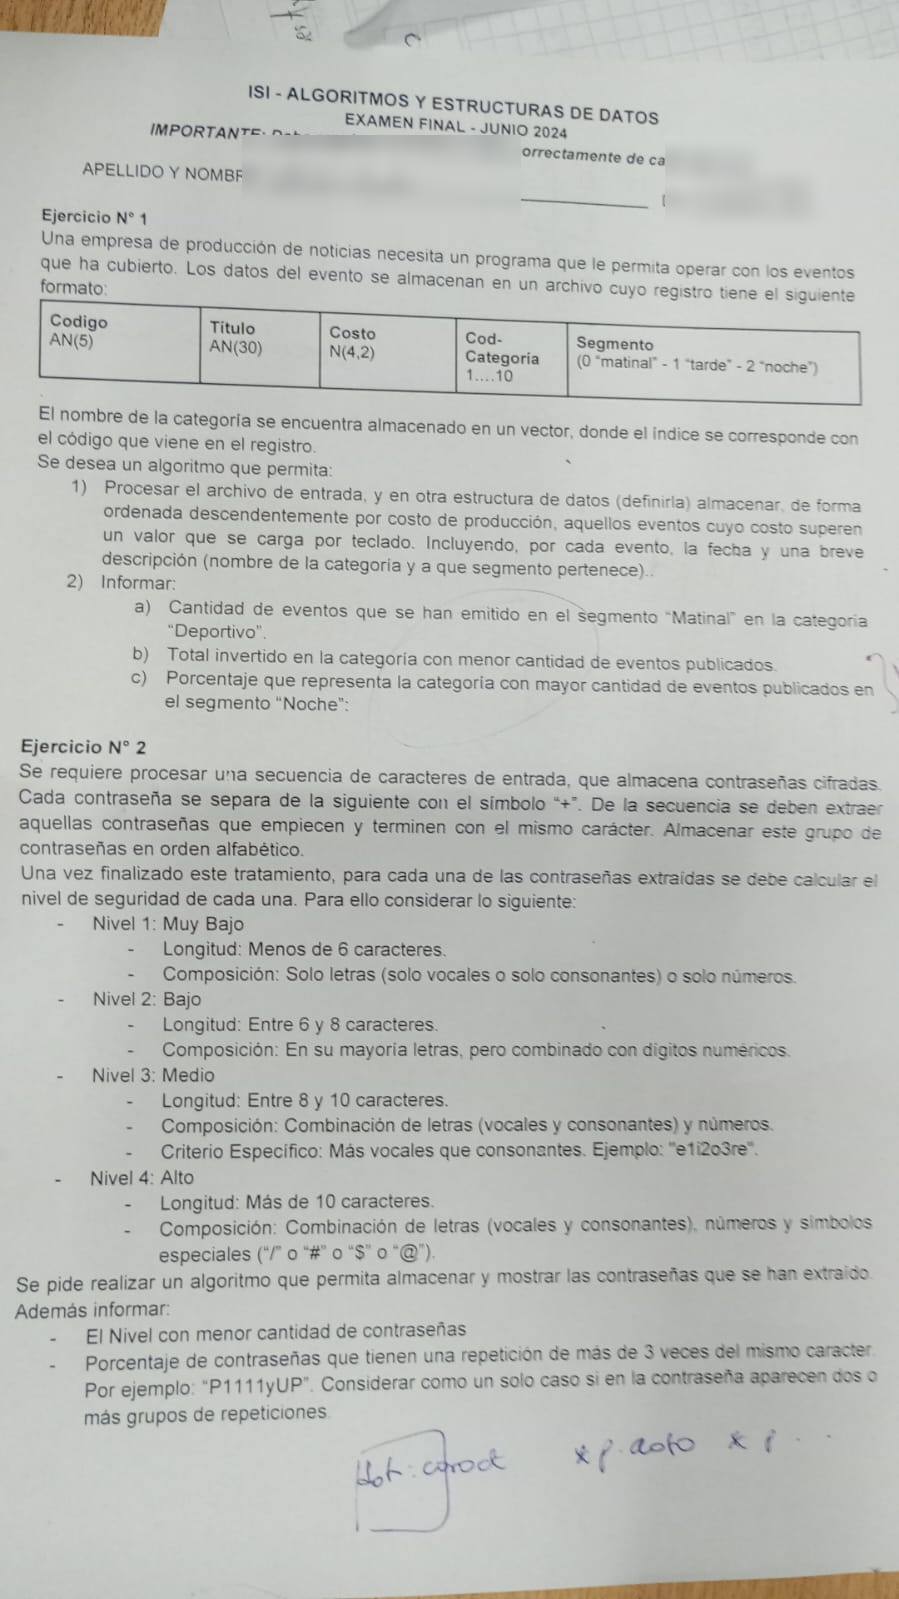 ISI - ALGORITMOS Y ESTRUCTURAS DE DATOS
EXAMEN FINAL - JUNIO 2024
IMPORTANTE:
orrectamente de ca
APELLIDO Y NOMBR
Ejercicio N° 1
Una empresa de producción de noticias necesita un programa que le permita operar con los eventos
que ha cubierto. Los datos del evento se almacenan en un archivo cuyo registro tiene el siguiente
formato:
Codigo AN(5)
Titulo AN(30)
Costo N(4,2)
Cod-Categoria 1....10
Segmento (0 "matinal" - 1 "tarde" - 2 "noche")
El nombre de la categoría se encuentra almacenado en un vector, donde el índice se corresponde con
el código que viene en el registro.
Se desea un algoritmo que permita:
1) Procesar el archivo de entrada, y en otra estructura de datos (definirla) almacenar, de forma
ordenada descendentemente por costo de producción, aquellos eventos cuyo costo superen
un valor que se carga por teclado. Incluyendo, por cada evento, la fecha y una breve
descripción (nombre de la categoría y a que segmento pertenece)..
2) Informar:
a) Cantidad de eventos que se han emitido en el segmento "Matinal" en la categoría
"Deportivo".
b) Total invertido en la categoría con menor cantidad de eventos publicados.
c) Porcentaje que representa la categoría con mayor cantidad de eventos publicados en
el segmento "Noche":
Ejercicio N° 2
Se requiere procesar una secuencia de caracteres de entrada, que almacena contraseñas cifradas.
Cada contraseña se separa de la siguiente con el símbolo "+". De la secuencia se deben extraer
aquellas contraseñas que empiecen y terminen con el mismo carácter. Almacenar este grupo de
contraseñas en orden alfabético.
Una vez finalizado este tratamiento, para cada una de las contraseñas extraídas se debe calcular el
nivel de seguridad de cada una. Para ello considerar lo siguiente:
- Nivel 1: Muy Bajo
- Longitud: Menos de 6 caracteres.
- Composición: Solo letras (solo vocales o solo consonantes) o solo números.
- Nivel 2: Bajo
- Longitud: Entre 6 y 8 caracteres.
- Composición: En su mayoría letras, pero combinado con dígitos numéricos.
- Nivel 3: Medio
- Longitud: Entre 8 y 10 caracteres.
- Composición: Combinación de letras (vocales y consonantes) y números.
- Criterio Específico: Más vocales que consonantes. Ejemplo: "e1i2o3re".
- Nivel 4: Alto
- Longitud: Más de 10 caracteres.
- Composición: Combinación de letras (vocales y consonantes), números y símbolos
especiales ("/" o "#" o "$" o "@").
Se pide realizar un algoritmo que permita almacenar y mostrar las contraseñas que se han extraído.
Además informar:
- El Nivel con menor cantidad de contraseñas
- Porcentaje de contraseñas que tienen una repetición de más de 3 veces del mismo caracter.
Por ejemplo: "P1111yUP". Considerar como un solo caso si en la contraseña aparecen dos o
más grupos de repeticiones.